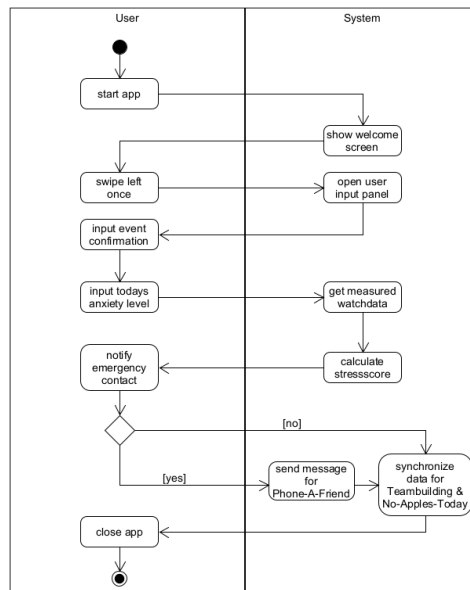 User
System
start app
show welcome
screen
swipe left
once
open user
input panel
input event
confirmation
input todays
anxiety level
get measured
watchdata
notify
emergency
contact
calculate
stressscore
[no]
[yes]
send message
for
Phone-A-Friend
synchronize
data for
Teambuilding &
No-Apples-Today
close app